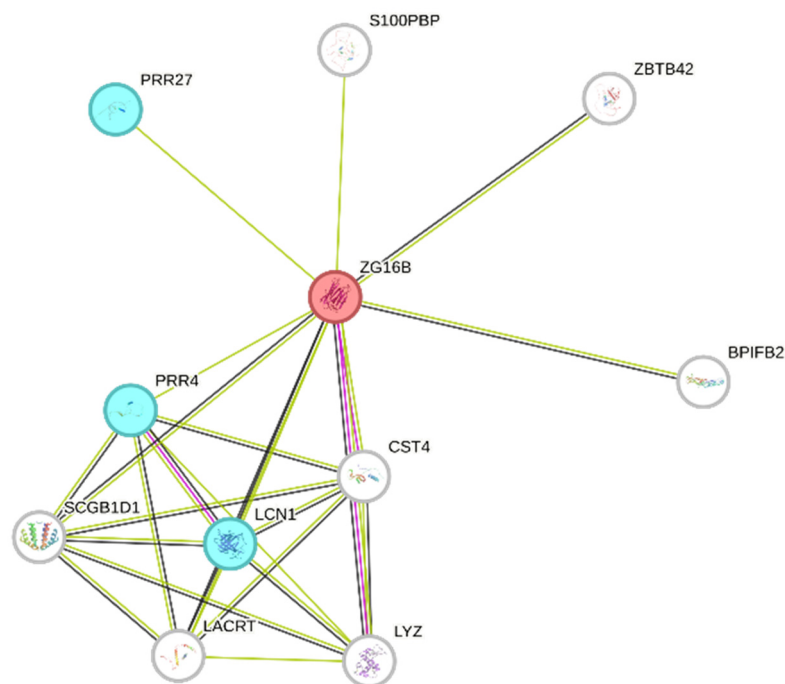 S100PBP
ZBTB42
PRR27
ZG16B
BPIFB2
PRR4
CST4
SCGB1D1
LCN1
LACRT
LYZ